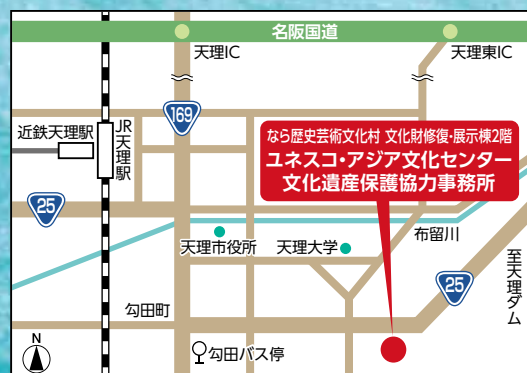 名阪国道
天理IC
天理東IC
169
近鉄天理駅
JR天理駅
なら歴史芸術文化村 文化財修復・展示棟2階
ユネスコ・アジア文化センター
文化遺産保護協力事務所
25
天理市役所
天理大学
布留川
25
至天理ダム
勾田町
N
勾田バス停